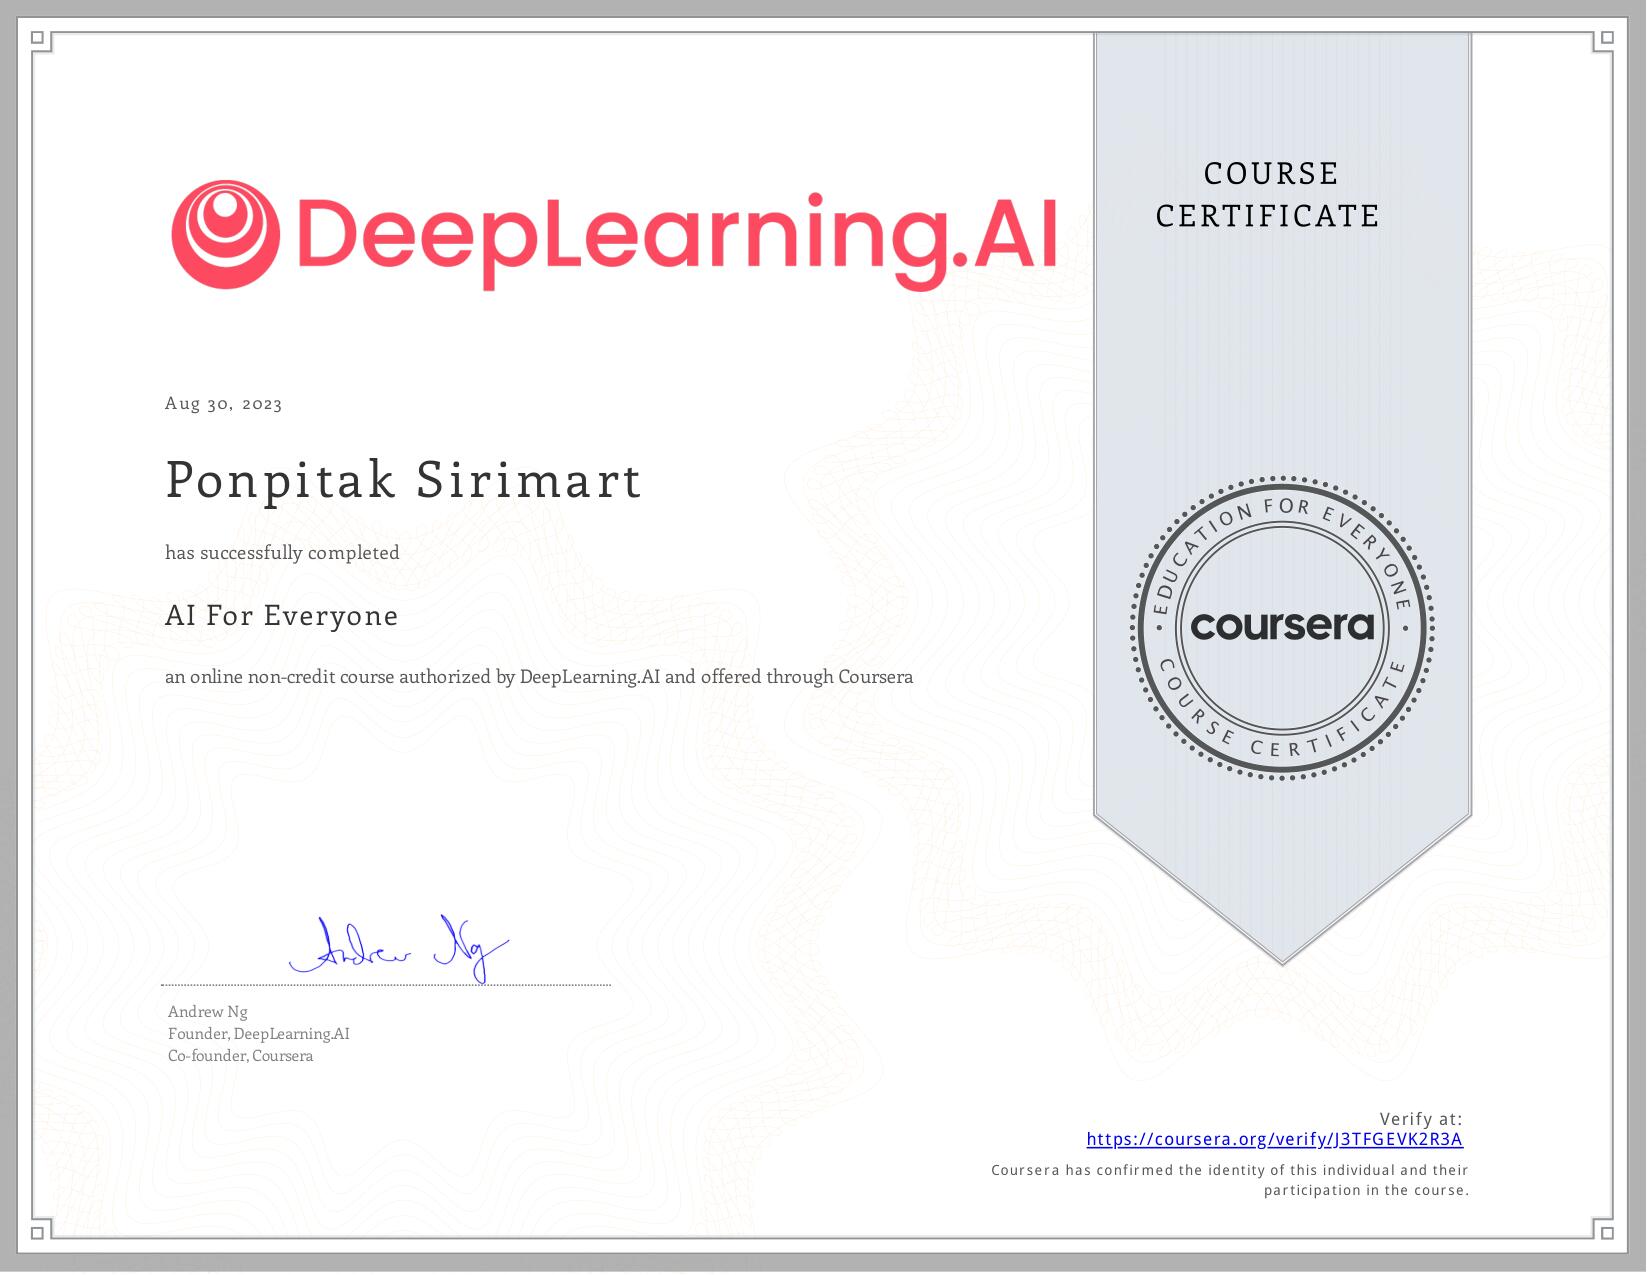 DeepLearning.AI
COURSE
CERTIFICATE
Aug 30, 2023
Ponpitak Sirimart
has successfully completed
AI For Everyone
an online non-credit course authorized by DeepLearning.AI and offered through Coursera
EDUCATION FOR EVERYONE
coursera
COURSE CERTIFICATE
Andrew Ng
Andrew Ng
Founder, DeepLearning.AI
Co-founder, Coursera
Verify at:
https://coursera.org/verify/J3TFGEVK2R3A
Coursera has confirmed the identity of this individual and their
participation in the course.